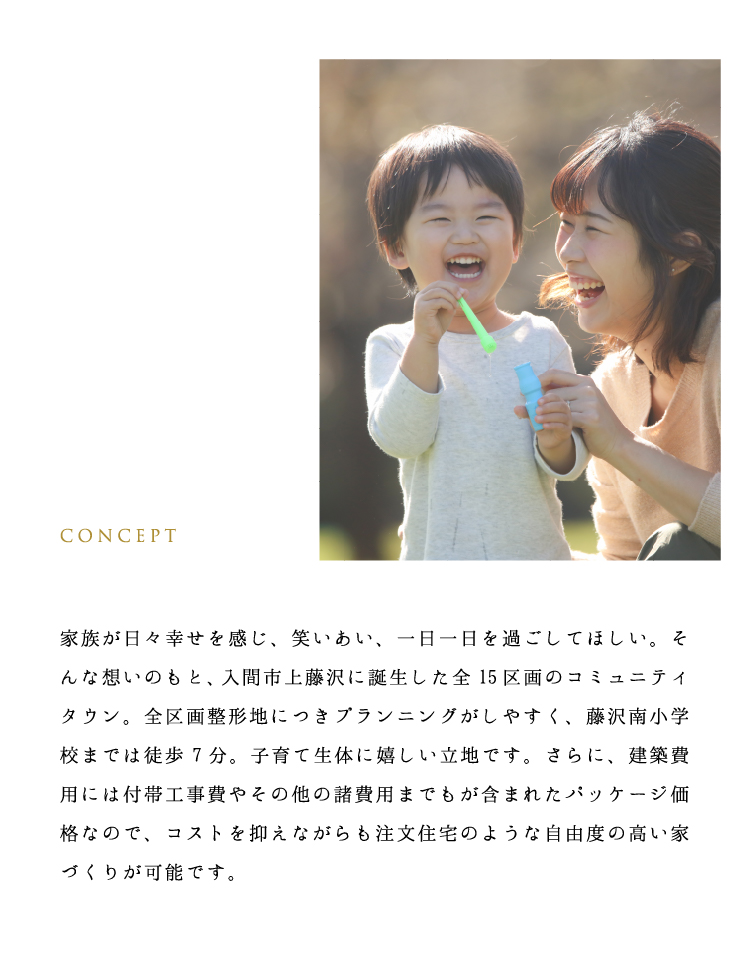 CONCEPT
家族が日々幸せを感じ、笑いあい、一日一日を過ごしてほしい。そ
んな想いのもと、入間市上藤沢に誕生した全15区画のコミュニティ
タウン。全区画整形地につきプランニングがしやすく、藤沢南小学
校までは徒歩7分。子育て生体に嬉しい立地です。さらに、建築費
用には付帯工事費やその他の諸費用までもが含まれたパッケージ価
格なので、コストを抑えながらも注文住宅のような自由度の高い家
づくりが可能です。